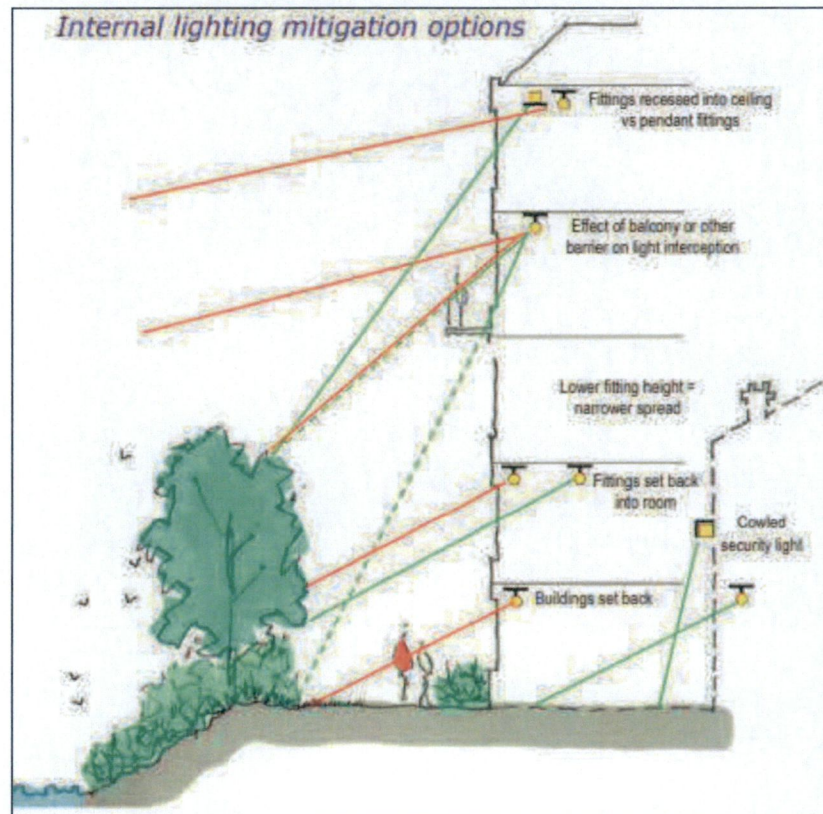 Internal lighting mitigation options
Fittings recessed into ceiling
vs pendant fittings
Effect of balcony or other
barrier on light interception
Lower fitting height =
narrower spread
Fittings set back
into room
Cowled
security light
Buildings set back